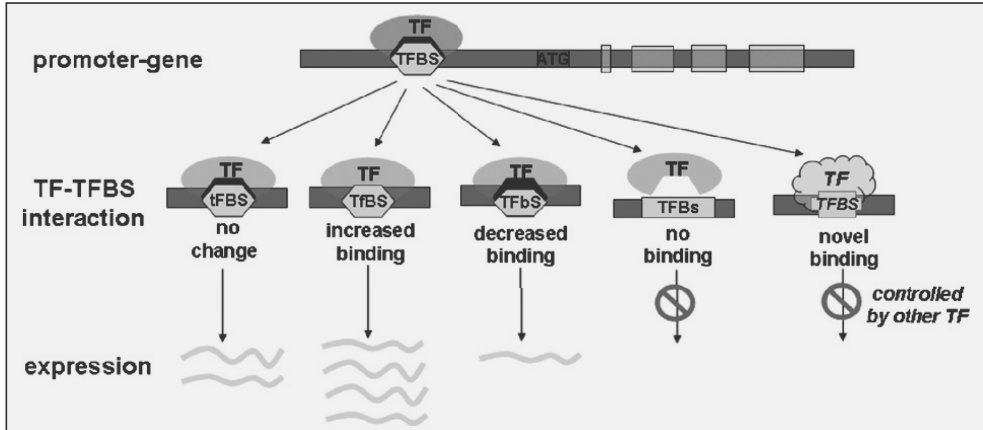 TF
promoter-gene
TFBS
ATG
TF
TF
TF
TF
TF
TF-TFBS
interaction
tFBS
TfBS
TFbS
TFBs
TFBS
no
change
increased
binding
decreased
binding
no
binding
novel
binding
controlled
by other TF
expression